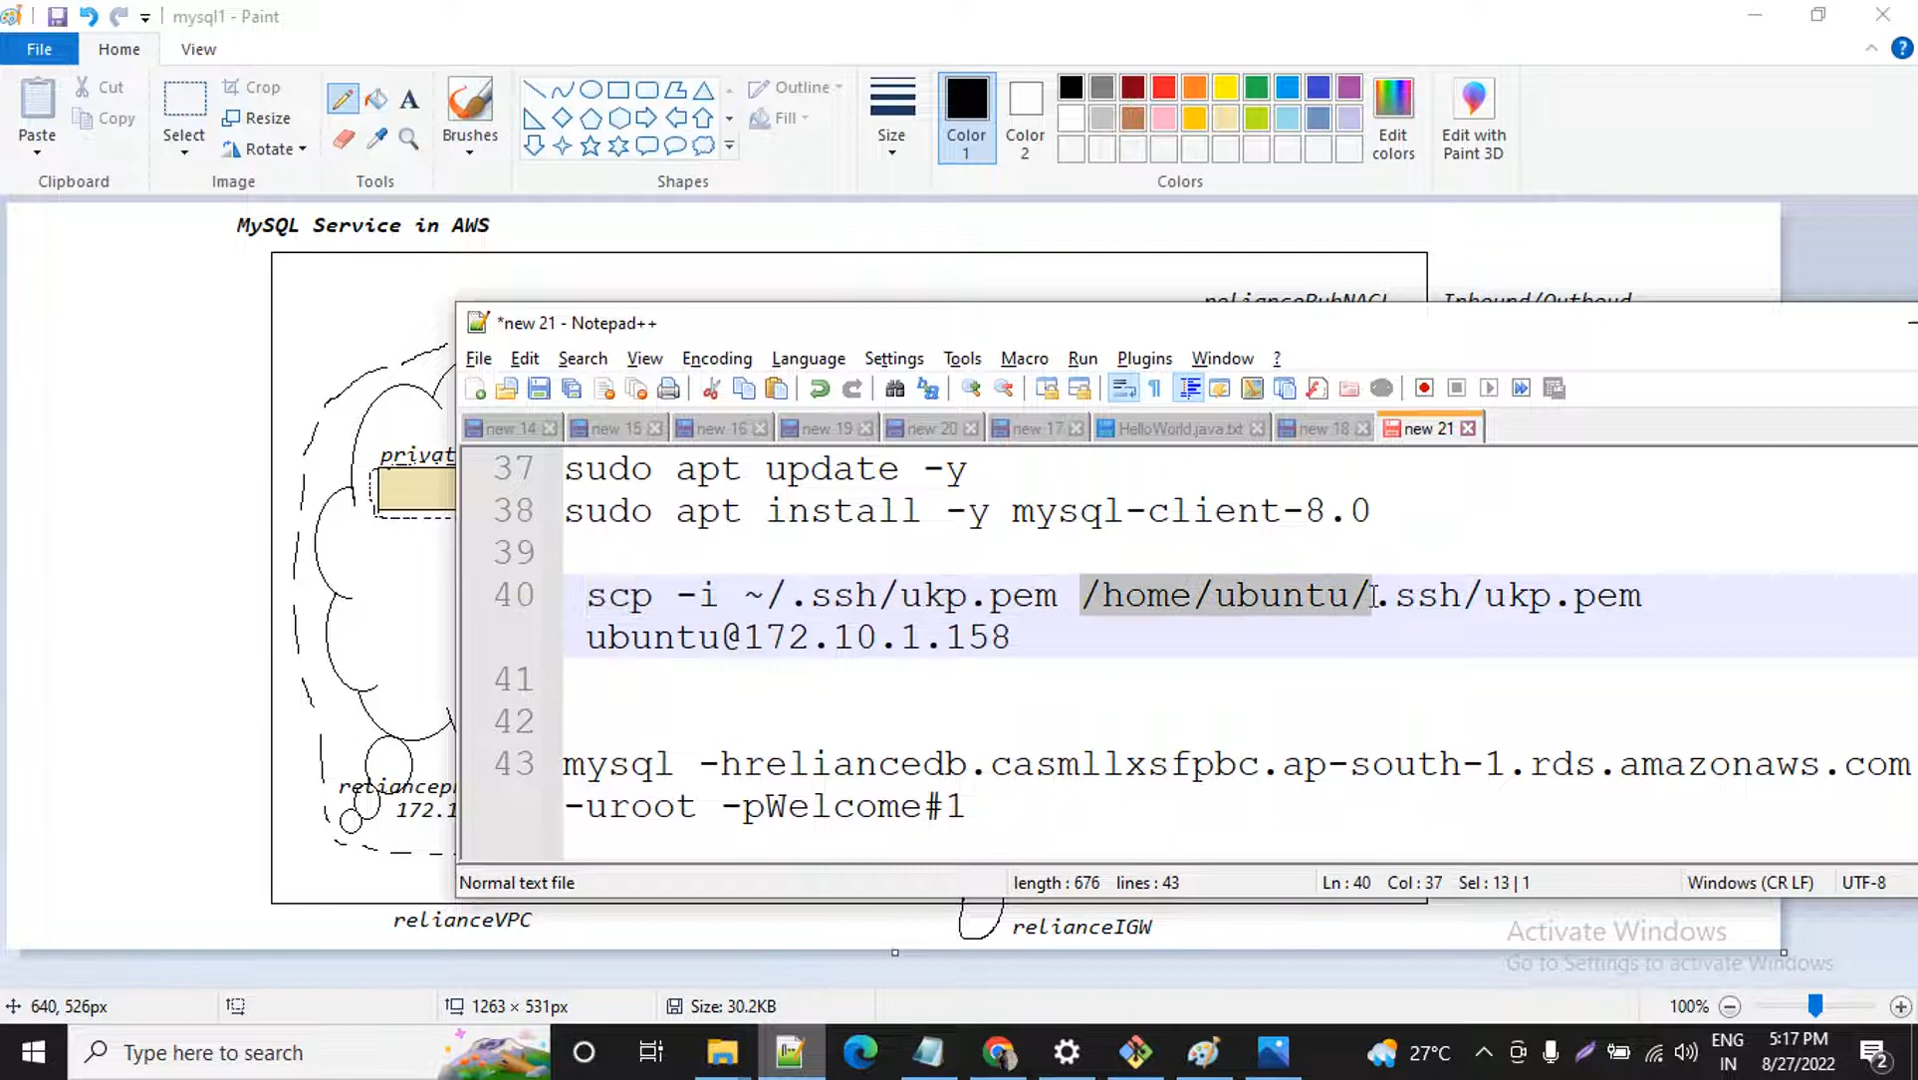 mysql1 - Paint
File
Home
View
Paste
Cut
Copy
Clipboard
Select
Crop
Resize
Rotate
Image
Tools
Brushes
Shapes
Outline
Fill
Size
Color 1
Color 2
Colors
Edit colors
Edit with Paint 3D
MySQL Service in AWS
reliancePubNACL
Inbound/Outboud
privat
*new 21 - Notepad++
File Edit Search View Encoding Language Settings Tools Macro Run Plugins Window ?
new 14 new 15 new 16 new 19 new 20 new 17 HelloWorld.java.txt new 18 new 21
37 sudo apt update -y
38 sudo apt install -y mysql-client-8.0
39
40 scp -i ~/.ssh/ukp.pem /home/ubuntu/.ssh/ukp.pem
ubuntu@172.10.1.158
41
42
43 mysql -hreliancedb.casmllxsfpbc.ap-south-1.rds.amazonaws.com
-uroot -pWelcome#1
Normal text file length : 676 lines : 43 Ln : 40 Col : 37 Sel : 13 | 1 Windows (CR LF) UTF-8
172.1
relianceVPC
relianceIGW
Activate Windows
Go to Settings to activate Windows
640, 526px
1263 × 531px
Size: 30.2KB
100%
Type here to search
27°C
ENG
IN
5:17 PM
8/27/2022
2